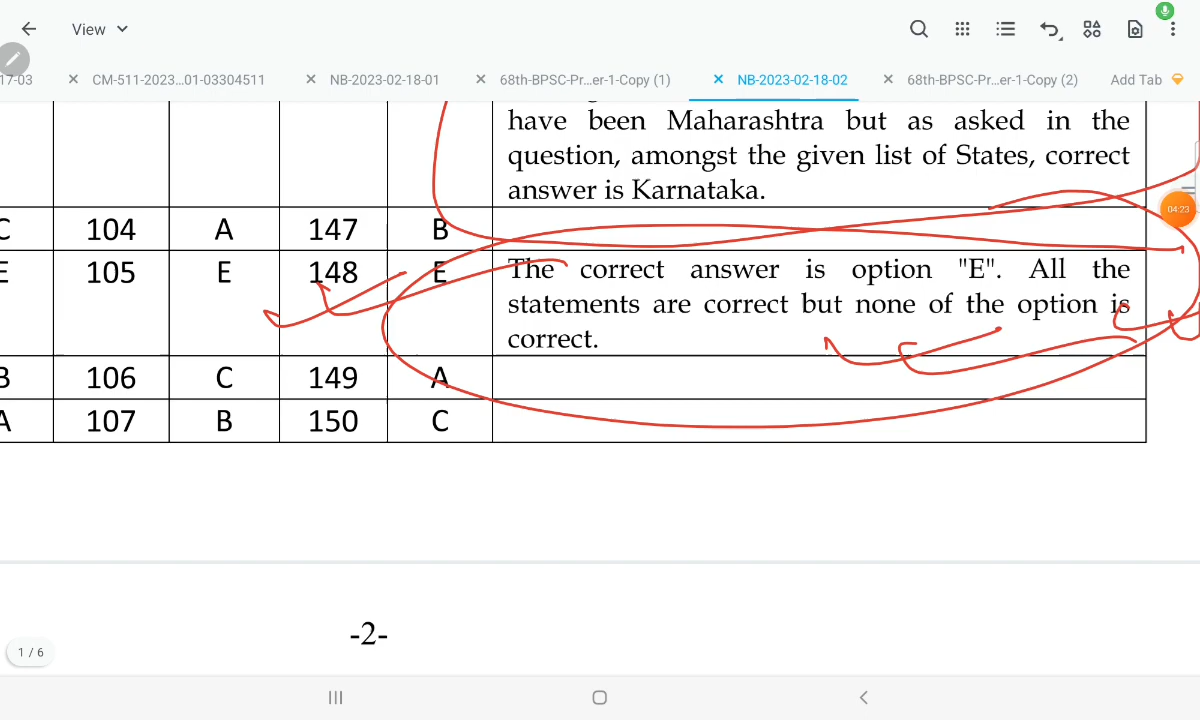 View
17-03
CM-511-2023...01-03304511
NB-2023-02-18-01
68th-BPSC-Pr...er-1-Copy (1)
NB-2023-02-18-02
68th-BPSC-Pr...er-1-Copy (2)
Add Tab
have been Maharashtra but as asked in the
question, amongst the given list of States, correct
answer is Karnataka.
C 104 A 147 B
E 105 E 148 E The correct answer is option "E". All the
statements are correct but none of the option is
correct.
B 106 C 149 A
A 107 B 150 C
04:23
-2-
1 / 6